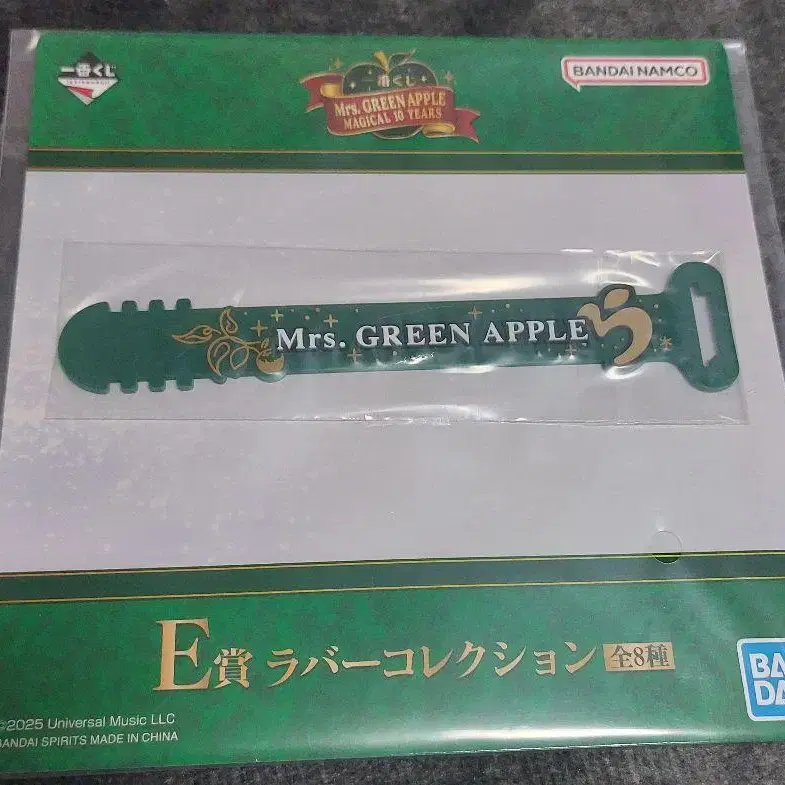 一番くじ
一番くじ
Mrs. GREEN APPLE
MAGICAL 10 YEARS
BANDAI NAMCO
Mrs. GREEN APPLE
E賞 ラバーコレクション 全8種
©2025 Universal Music LLC
BANDAI SPIRITS MADE IN CHINA
BA
DA